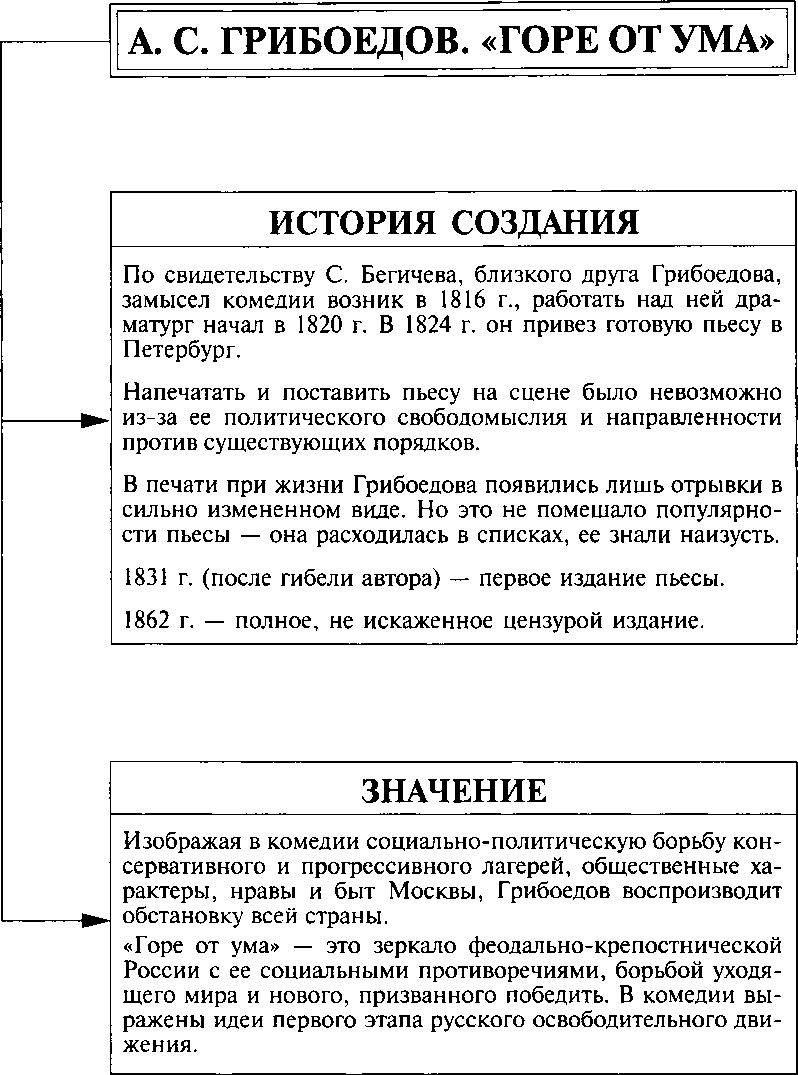 А. С. ГРИБОЕДОВ. «ГОРЕ ОТ УМА»
ИСТОРИЯ СОЗДАНИЯ
По свидетельству С. Бегичева, близкого друга Грибоедова,
замысел комедии возник в 1816 г., работать над ней дра-
матург начал в 1820 г. В 1824 г. он привез готовую пьесу в
Петербург.
Напечатать и поставить пьесу на сцене было невозможно
из-за ее политического свободомыслия и направленности
против существующих порядков.
В печати при жизни Грибоедова появились лишь отрывки в
сильно измененном виде. Но это не помешало популярно-
сти пьесы — она расходилась в списках, ее знали наизусть.
1831 г. (после гибели автора) — первое издание пьесы.
1862 г. — полное, не искаженное цензурой издание.
ЗНАЧЕНИЕ
Изображая в комедии социально-политическую борьбу кон-
сервативного и прогрессивного лагерей, общественные ха-
рактеры, нравы и быт Москвы, Грибоедов воспроизводит
обстановку всей страны.
«Горе от ума» — это зеркало феодально-крепостнической
России с ее социальными противоречиями, борьбой уходя-
щего мира и нового, призванного победить. В комедии вы-
ражены идеи первого этапа русского освободительного дви-
жения.